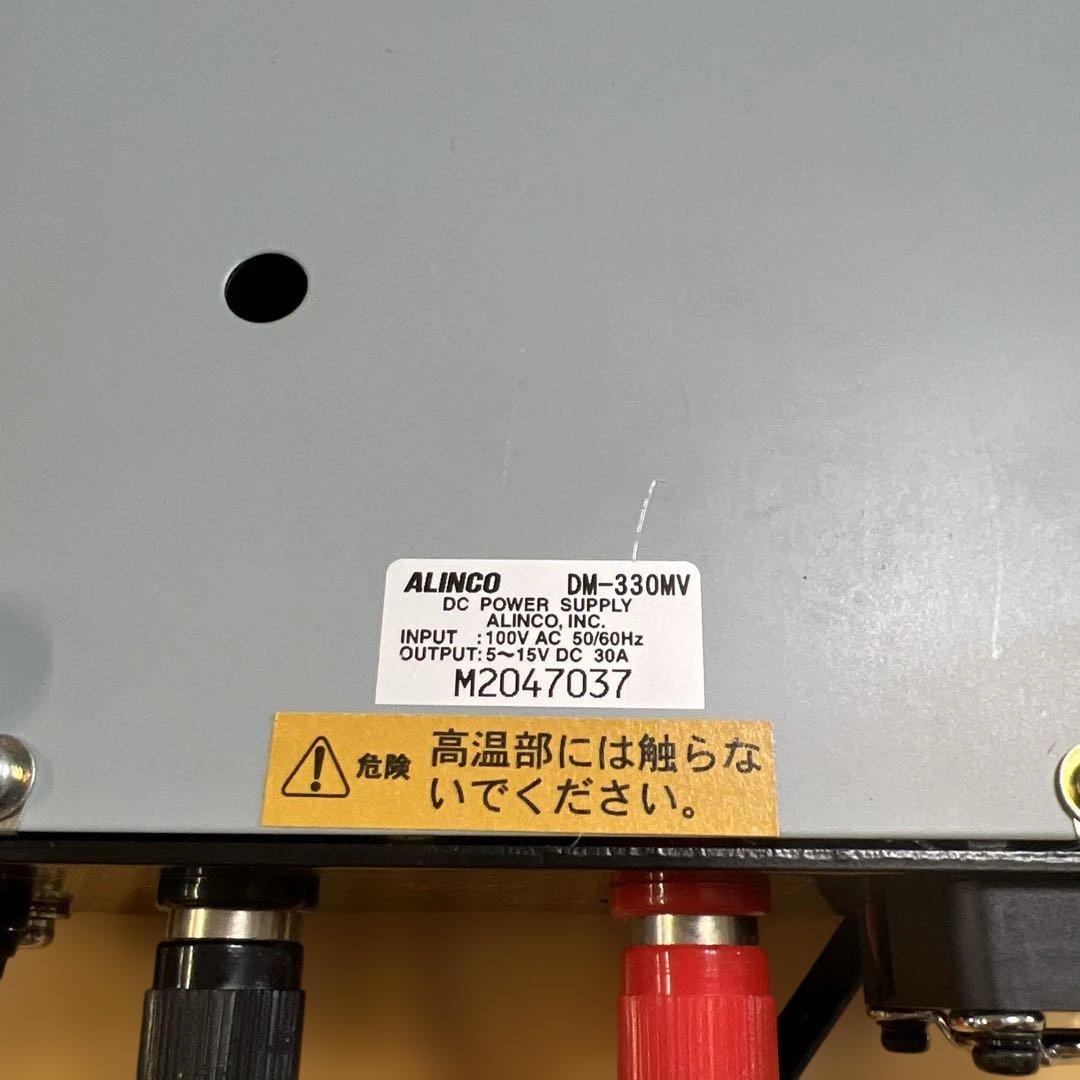 ALINCO DM-330MV
DC POWER SUPPLY
ALINCO, INC.
INPUT :100V AC 50/60Hz
OUTPUT:5～15V DC 30A
M2047037
危険 高温部には触らな
いでください。